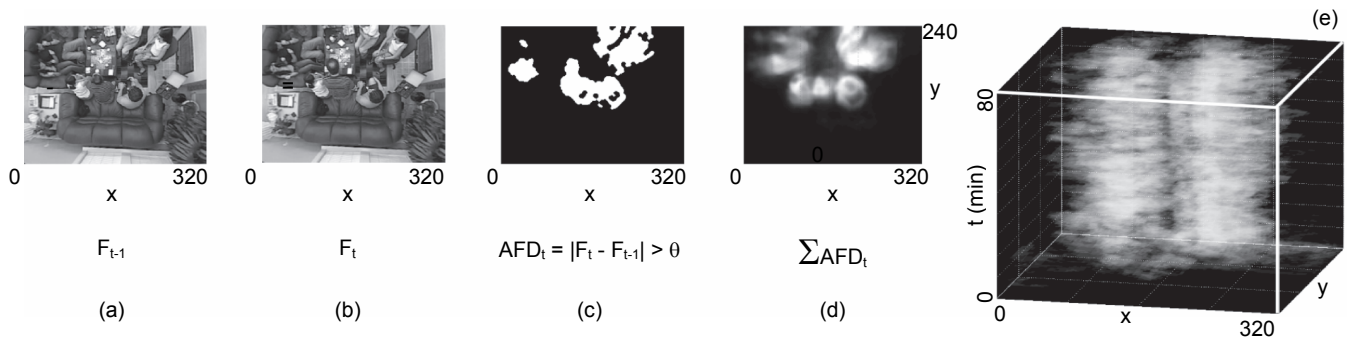 (e)
240
y
0
0 320
x
0 320
x
0 320
x
0 320
x
F_{t-1}
F_t
AFD_t = |F_t - F_{t-1}| > θ
∑AFD_t
(a)
(b)
(c)
(d)
80
t (min)
0
0
x
320
y